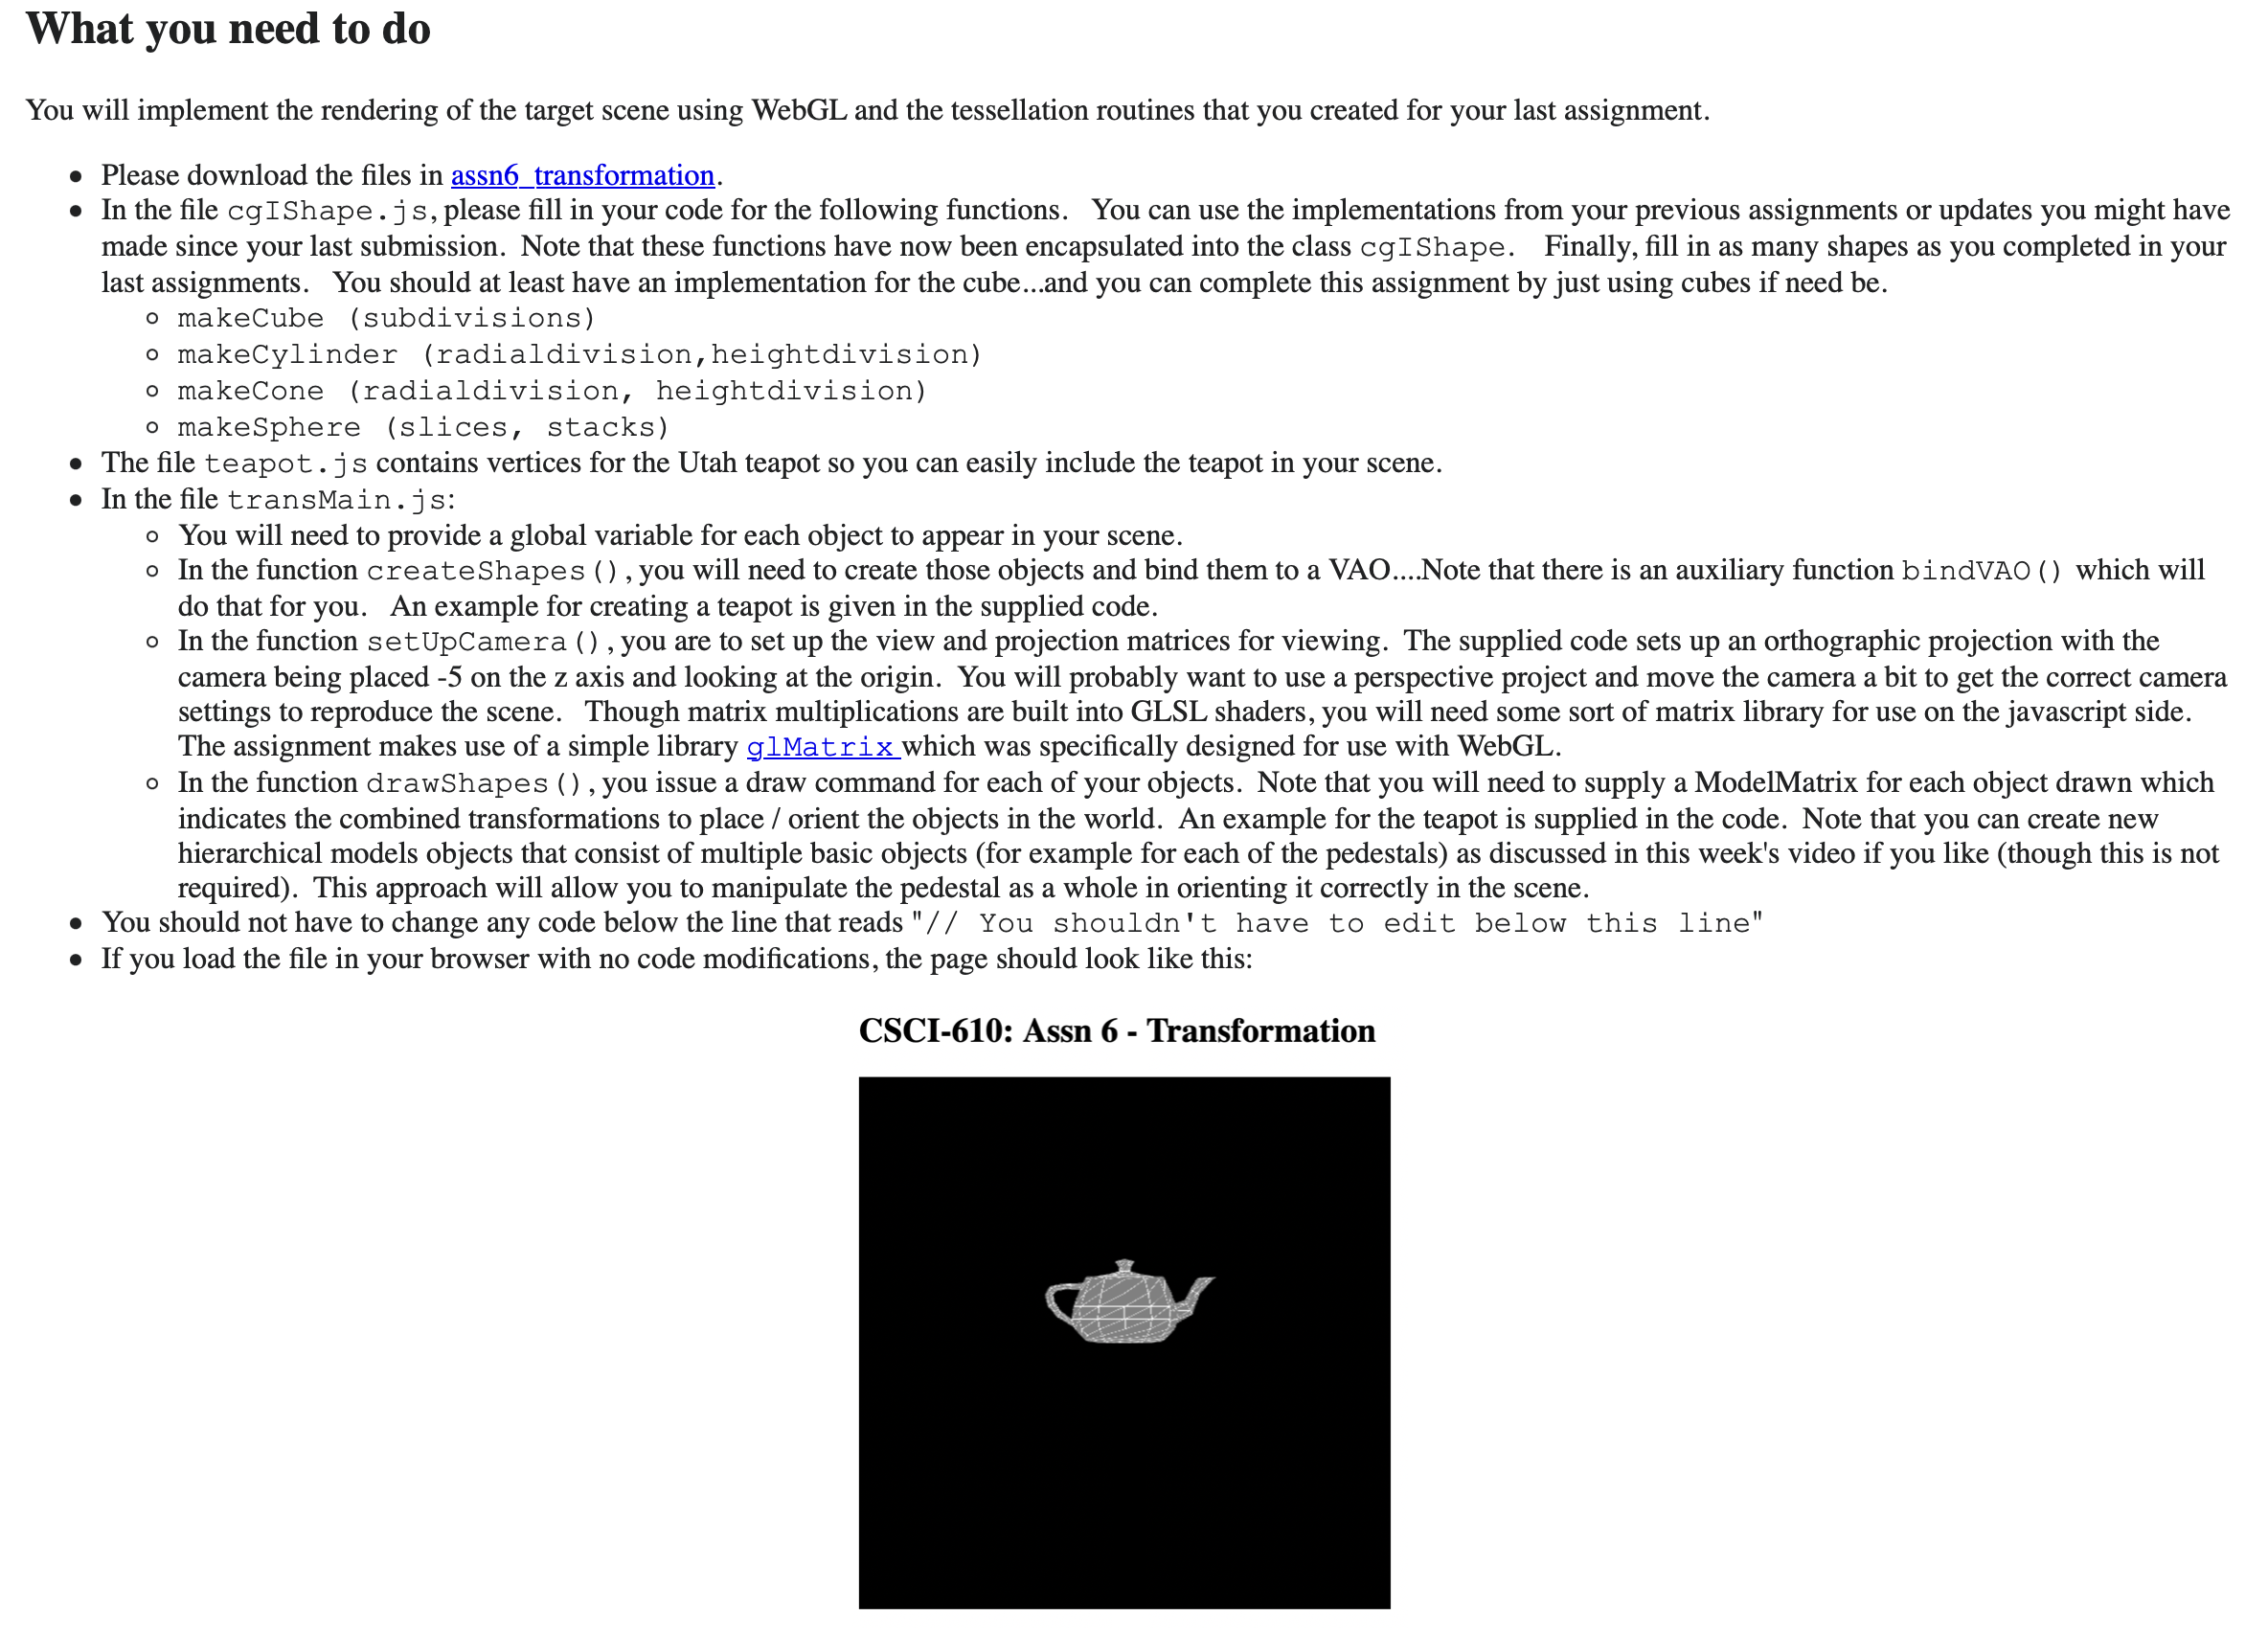 What you need to do
You will implement the rendering of the target scene using WebGL and the tessellation routines that you created for your last assignment.
• Please download the files in assn6_transformation.
• In the file cgIShape.js, please fill in your code for the following functions. You can use the implementations from your previous assignments or updates you might have
made since your last submission. Note that these functions have now been encapsulated into the class cgIShape. Finally, fill in as many shapes as you completed in your
last assignments. You should at least have an implementation for the cube...and you can complete this assignment by just using cubes if need be.
◦ makeCube (subdivisions)
◦ makeCylinder (radialdivision,heightdivision)
◦ makeCone (radialdivision, heightdivision)
◦ makeSphere (slices, stacks)
• The file teapot.js contains vertices for the Utah teapot so you can easily include the teapot in your scene.
• In the file transMain.js:
◦ You will need to provide a global variable for each object to appear in your scene.
◦ In the function createShapes(), you will need to create those objects and bind them to a VAO....Note that there is an auxiliary function bindVAO() which will
do that for you. An example for creating a teapot is given in the supplied code.
◦ In the function setUpCamera(), you are to set up the view and projection matrices for viewing. The supplied code sets up an orthographic projection with the
camera being placed -5 on the z axis and looking at the origin. You will probably want to use a perspective project and move the camera a bit to get the correct camera
settings to reproduce the scene. Though matrix multiplications are built into GLSL shaders, you will need some sort of matrix library for use on the javascript side.
The assignment makes use of a simple library glMatrix which was specifically designed for use with WebGL.
◦ In the function drawShapes(), you issue a draw command for each of your objects. Note that you will need to supply a ModelMatrix for each object drawn which
indicates the combined transformations to place / orient the objects in the world. An example for the teapot is supplied in the code. Note that you can create new
hierarchical models objects that consist of multiple basic objects (for example for each of the pedestals) as discussed in this week's video if you like (though this is not
required). This approach will allow you to manipulate the pedestal as a whole in orienting it correctly in the scene.
• You should not have to change any code below the line that reads "// You shouldn't have to edit below this line"
• If you load the file in your browser with no code modifications, the page should look like this:
CSCI-610: Assn 6 - Transformation